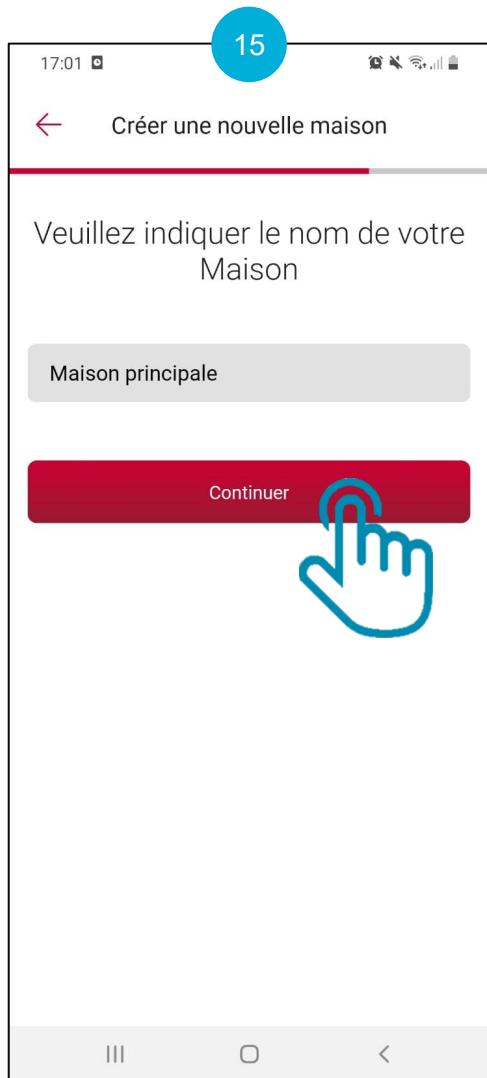 15
17:01
Créer une nouvelle maison
Veuillez indiquer le nom de votre
Maison
Maison principale
Continuer